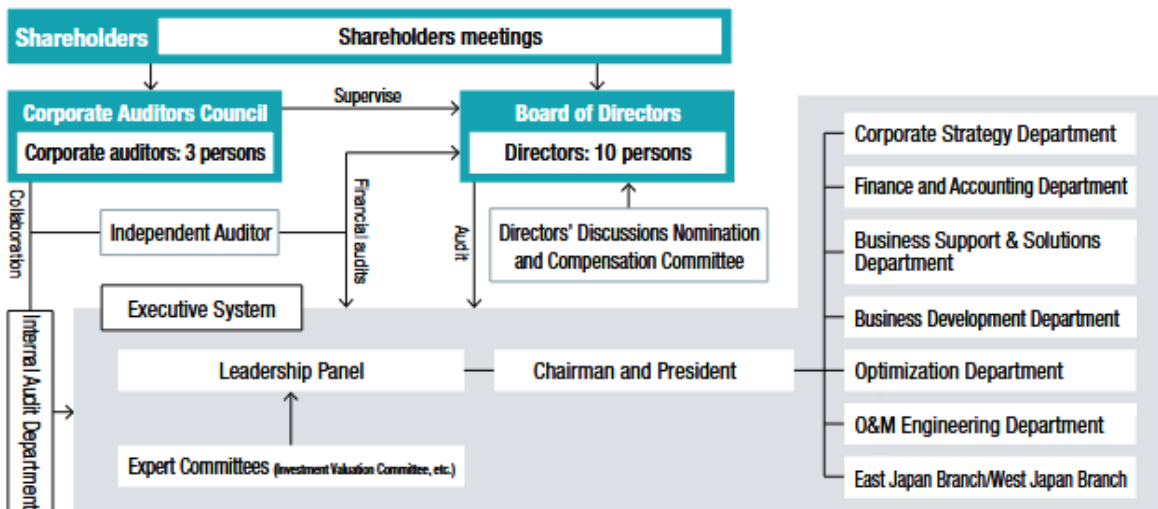 Shareholders
Shareholders meetings
Corporate Auditors Council
Corporate auditors: 3 persons
Supervise
Board of Directors
Directors: 10 persons
Collaboration
Independent Auditor
Financial audits
Audit
Directors' Discussions Nomination
and Compensation Committee
Internal Audit Department
Executive System
Leadership Panel
Chairman and President
Expert Committees (Investment Valuation Committee, etc.)
Corporate Strategy Department
Finance and Accounting Department
Business Support & Solutions
Department
Business Development Department
Optimization Department
O&M Engineering Department
East Japan Branch/West Japan Branch